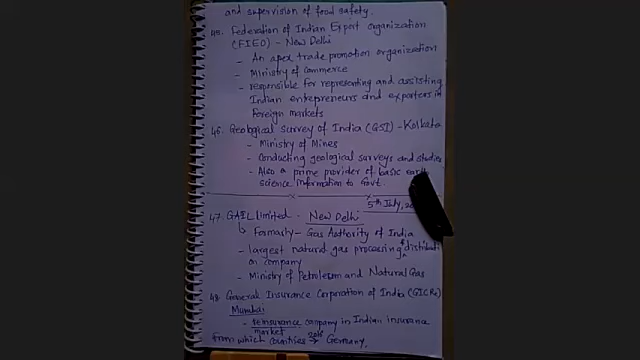 and supervision of food safety.
45. Federation of Indian Export Organization
(FIEO) - New Delhi
- An apex trade promotion organization
- Ministry of commerce
- responsible for representing and assisting
Indian entrepreneurs and exporters in
foreign markets
46. Geological Survey of India (GSI) - Kolkata
- Ministry of Mines
- Conducting geological surveys and studies
- Also a prime provider of basic earth
science information to Govt.
5th July, 20
47. GAIL Limited - New Delhi
Formarly - Gas Authority of India
- largest natural gas processing & distributi
on company
- Ministry of Petroleum and Natural Gas
48. General Insurance Corporation of India (GICRe)
Mumbai
- reinsurance company in Indian insurance
market
from which countries → Germany.